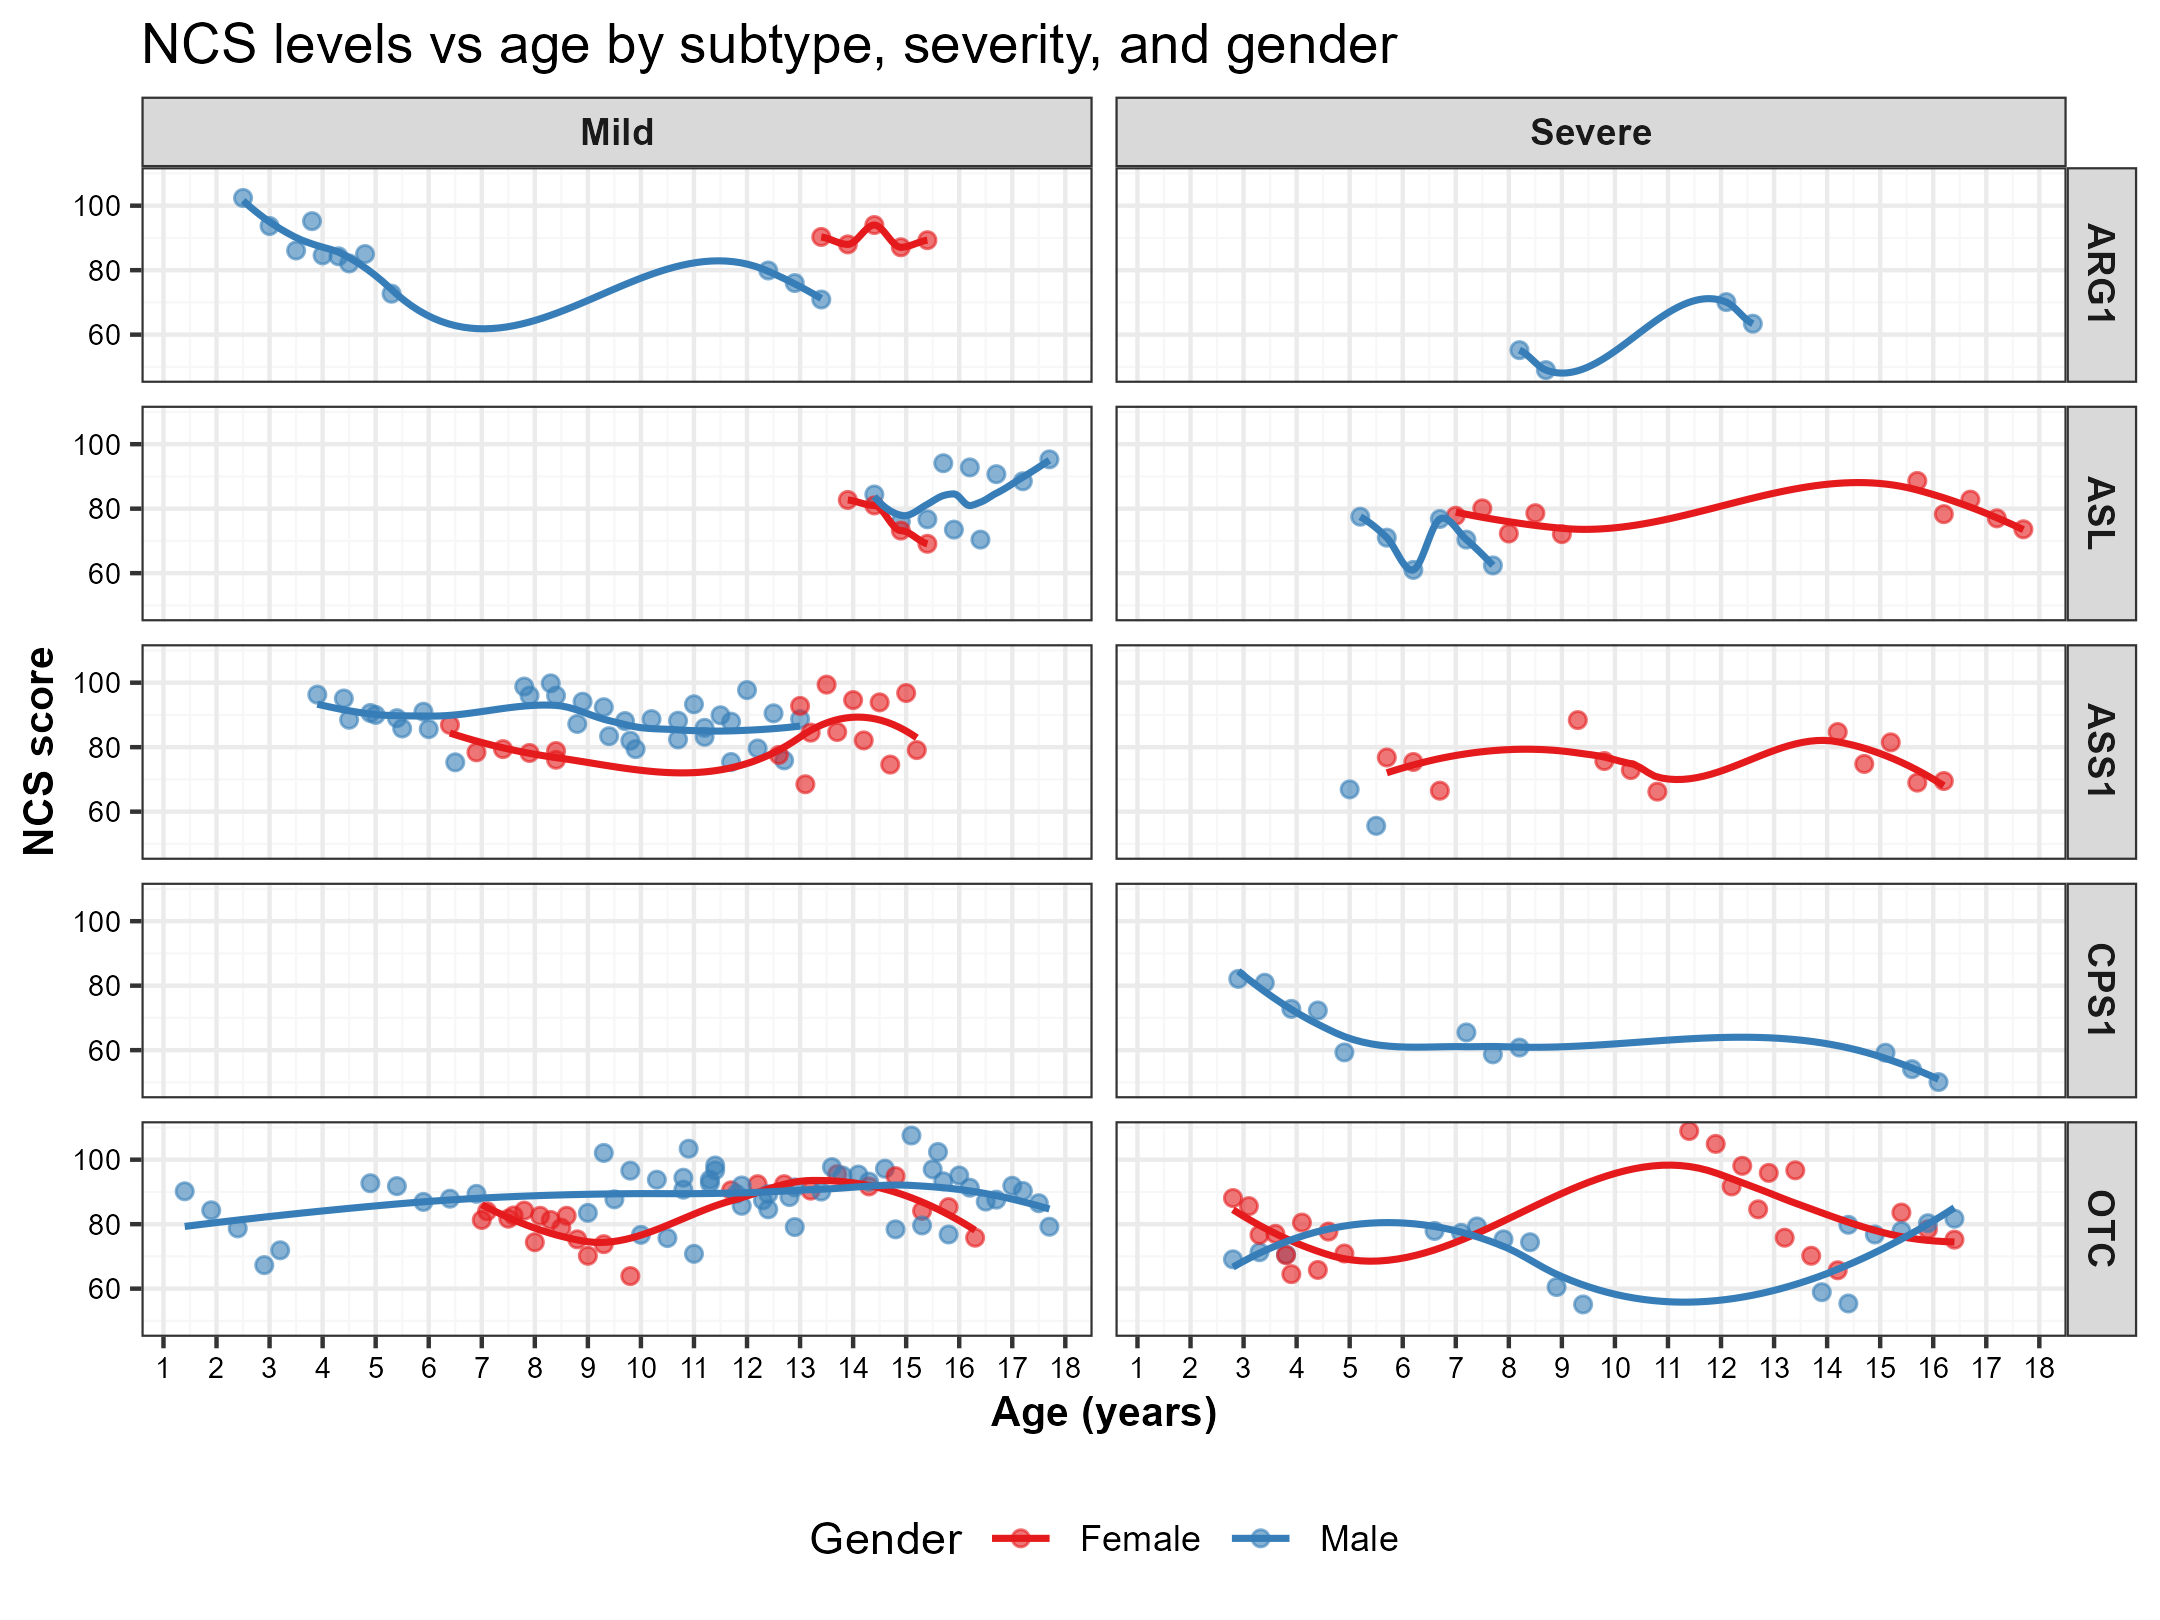 NCS levels vs age by subtype, severity, and gender
Mild
Severe
100
80
60
ARG1
100
80
60
ASL
NCS score
100
80
60
ASS1
100
80
60
CPS1
100
80
60
OTC
1 2 3 4 5 6 7 8 9 10 11 12 13 14 15 16 17 18
1 2 3 4 5 6 7 8 9 10 11 12 13 14 15 16 17 18
Age (years)
Gender Female Male